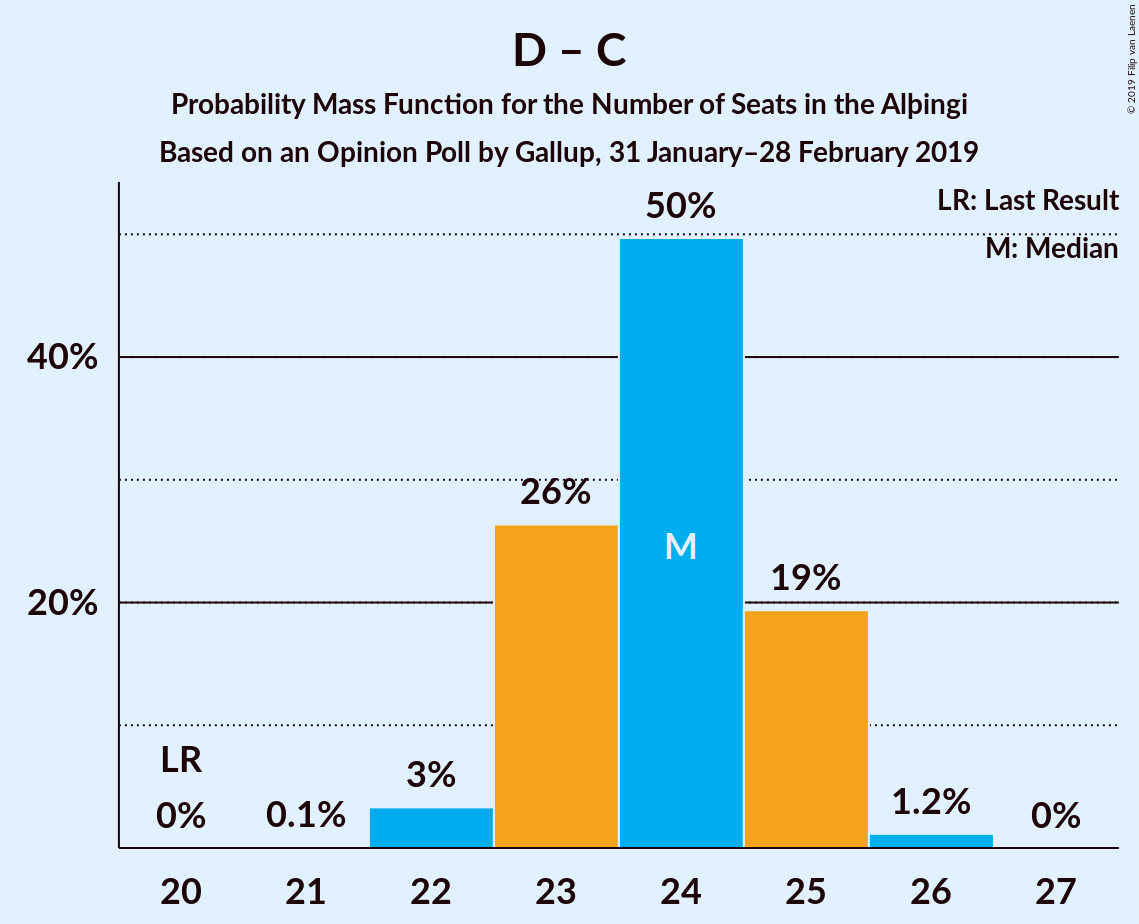 D – C
Probability Mass Function for the Number of Seats in the Alþingi
Based on an Opinion Poll by Gallup, 31 January–28 February 2019
© 2019 Filip van Laenen
LR: Last Result
M: Median
50%
40%
26%
M
19%
20%
LR
0%
0.1%
3%
1.2%
0%
20
21
22
23
24
25
26
27